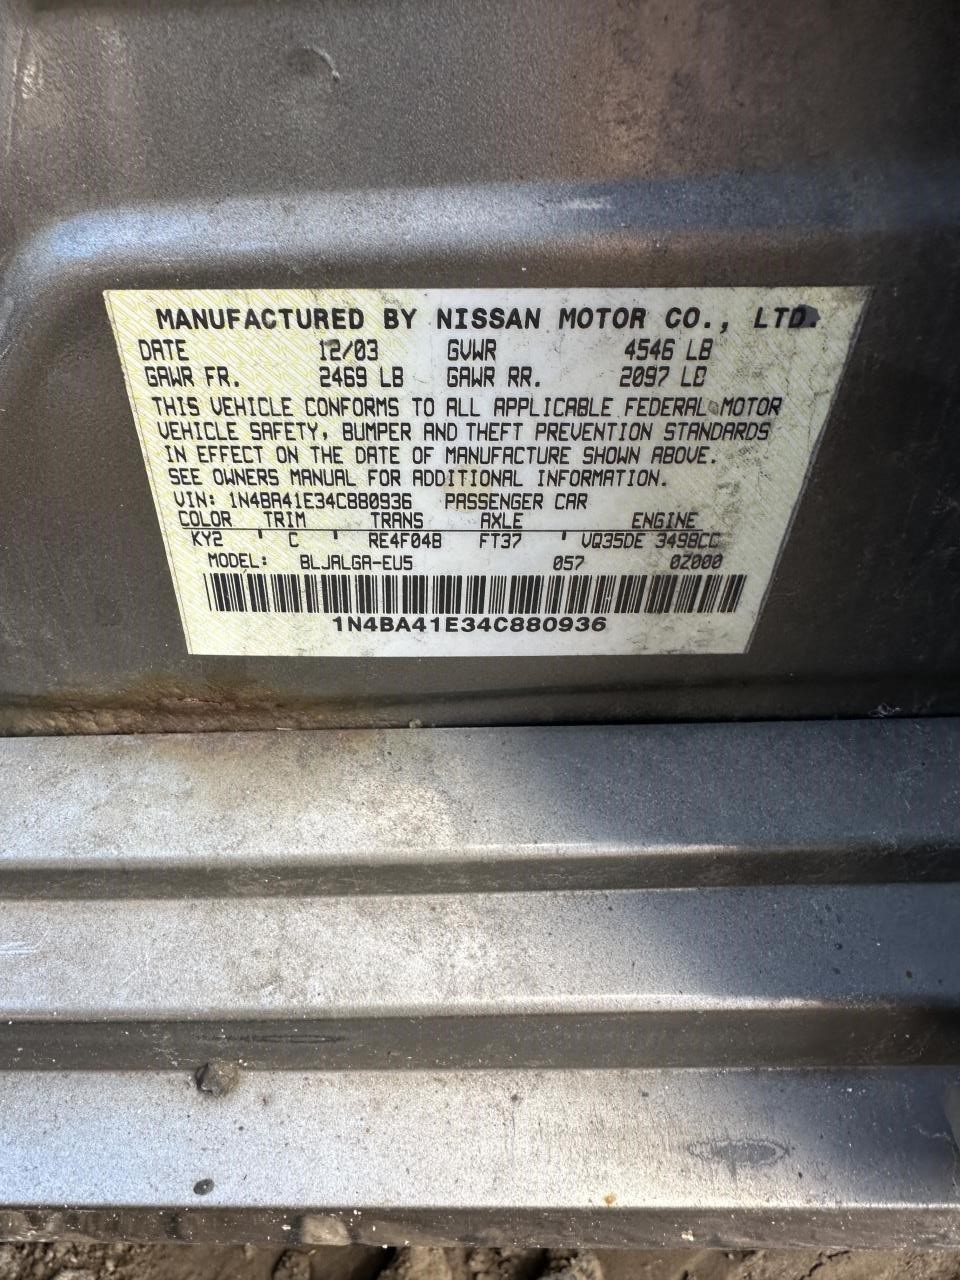 MANUFACTURED BY NISSAN MOTOR CO., LTD.
DATE 12/03 GVWR 4546 LB
GAWR FR. 2469 LB GAWR RR. 2097 LB
THIS VEHICLE CONFORMS TO ALL APPLICABLE FEDERAL MOTOR
VEHICLE SAFETY, BUMPER AND THEFT PREVENTION STANDARDS
IN EFFECT ON THE DATE OF MANUFACTURE SHOWN ABOVE.
SEE OWNERS MANUAL FOR ADDITIONAL INFORMATION.
VIN: 1N4BA41E34C880936 PASSENGER CAR
COLOR TRIM TRANS AXLE ENGINE
KY2 ' C ' RE4F04B FT37 ' VQ35DE 3498CC
MODEL: BLJALGA-EU5 057 0Z000
1N4BA41E34C880936